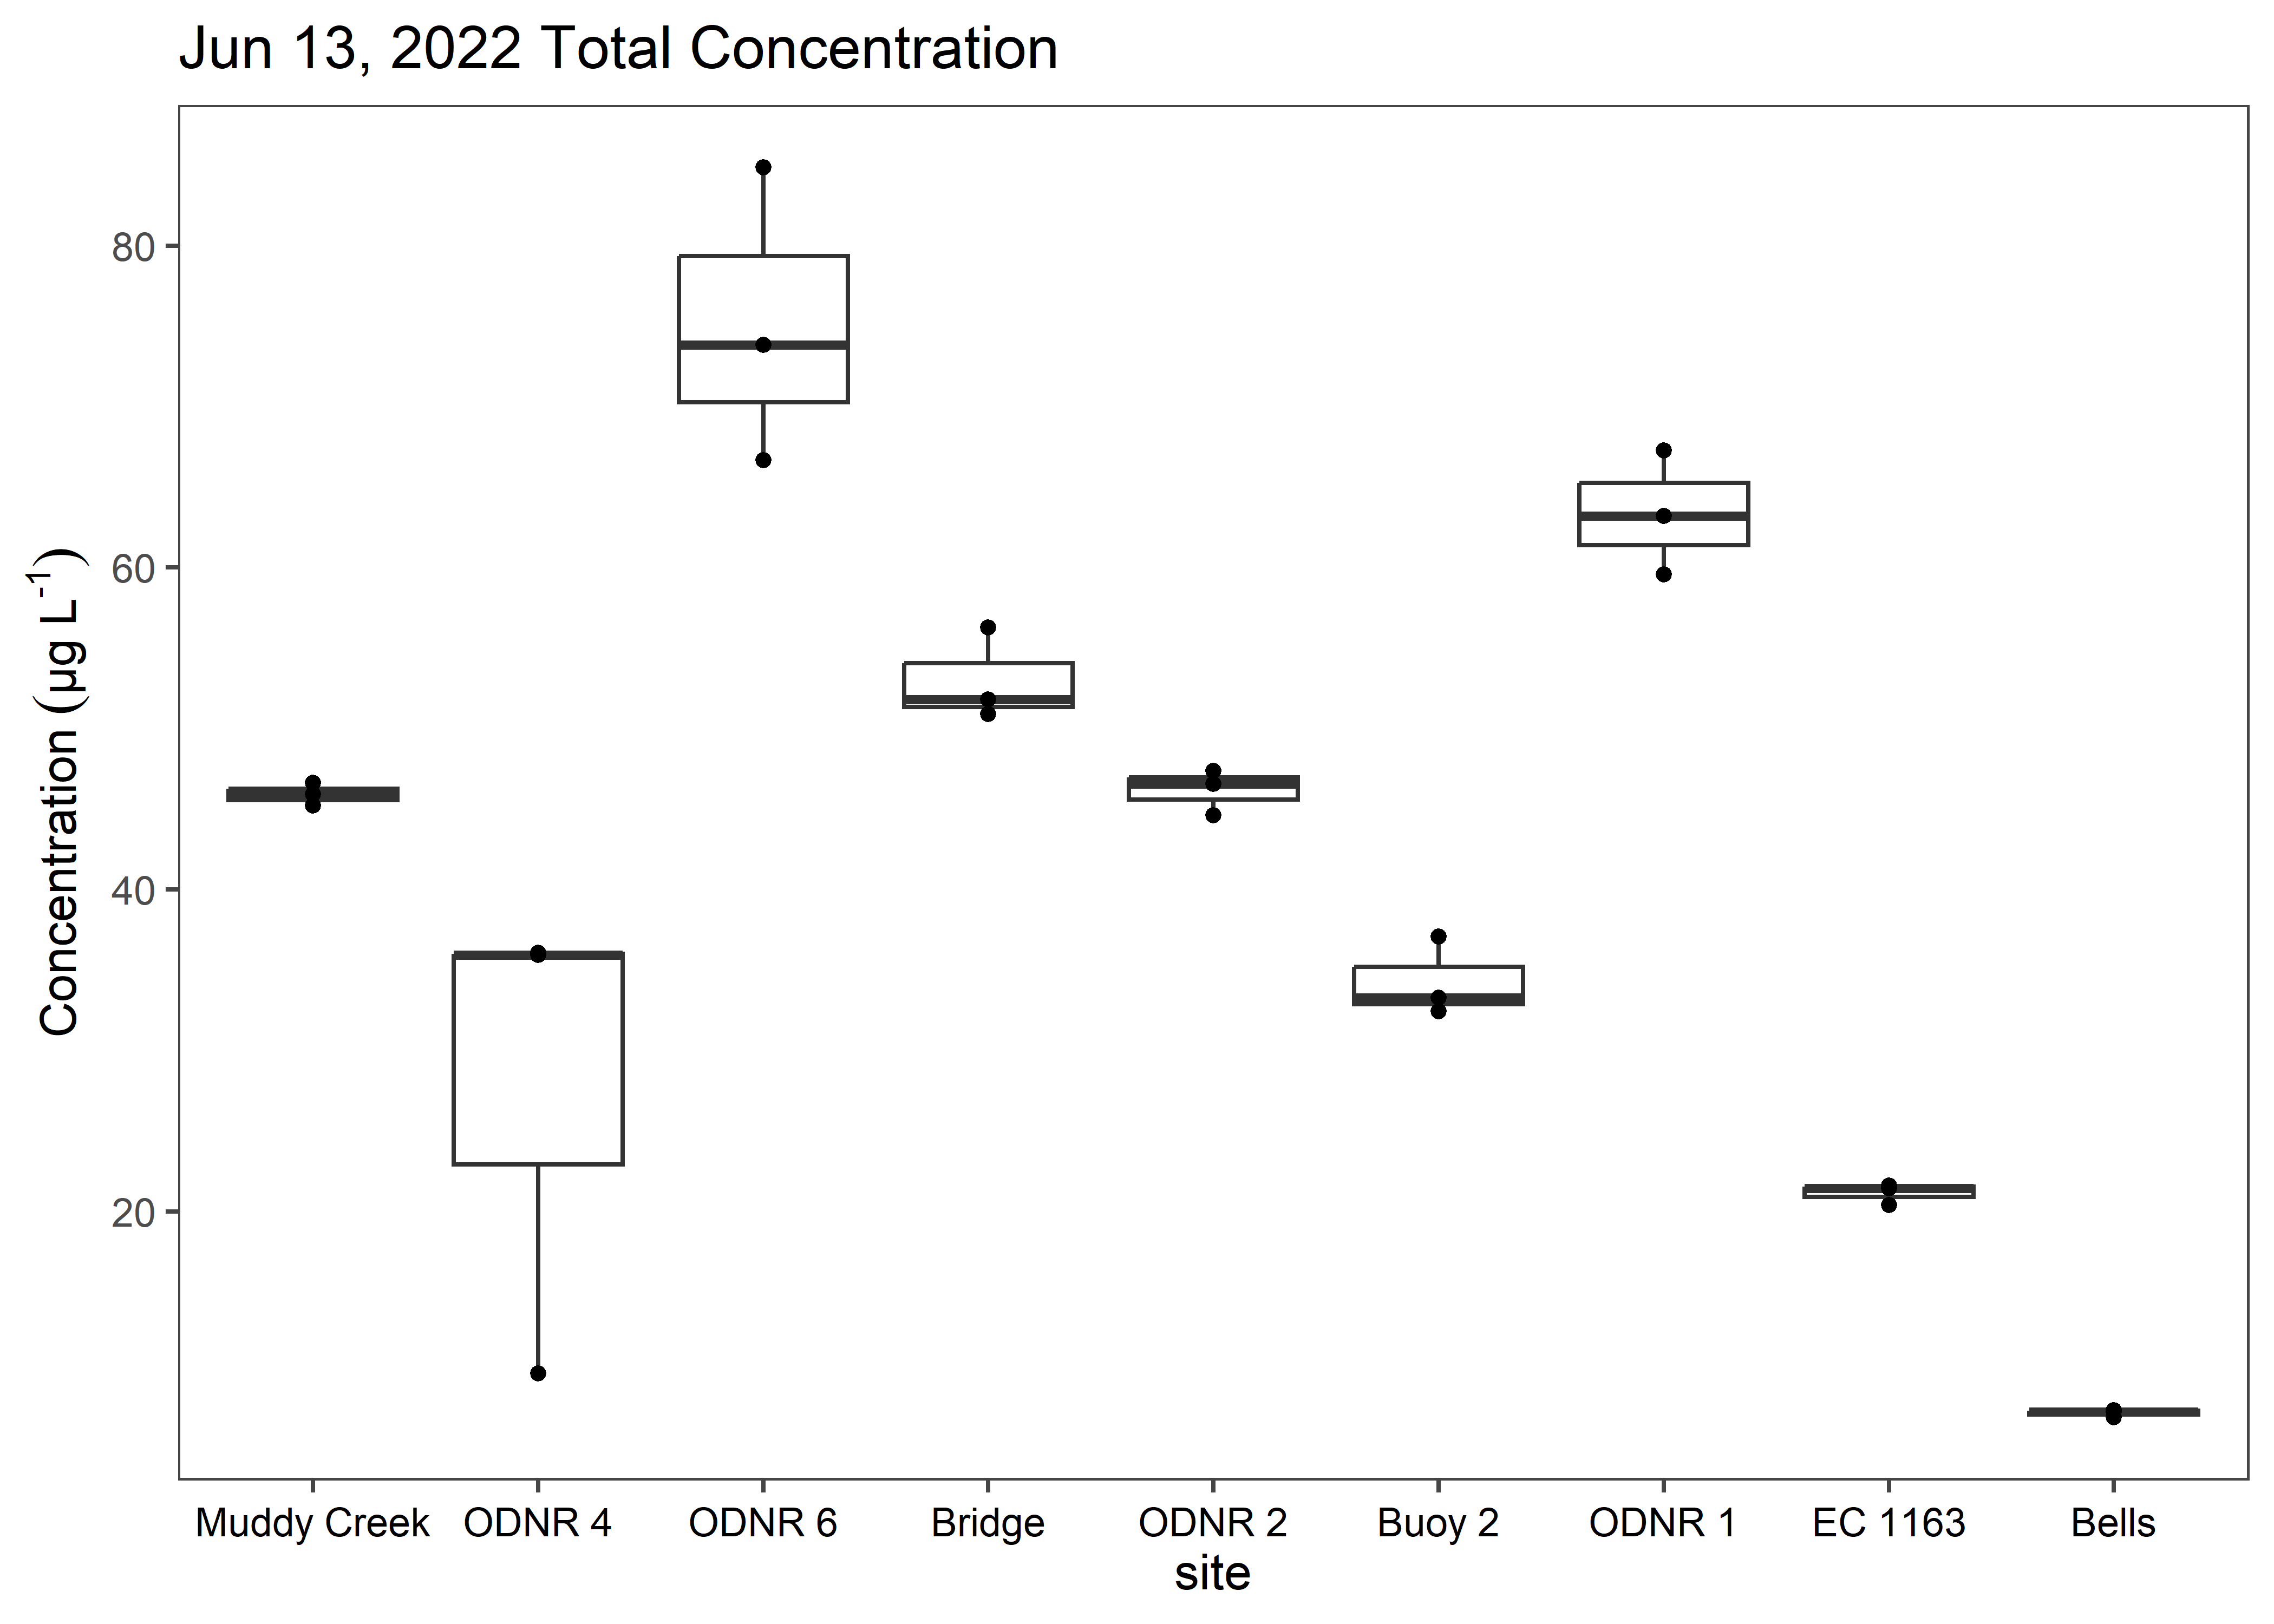 Jun 13, 2022 Total Concentration
Concentration (µg L⁻¹)
80
60
40
20
Muddy Creek ODNR 4 ODNR 6 Bridge ODNR 2 Buoy 2 ODNR 1 EC 1163 Bells
site